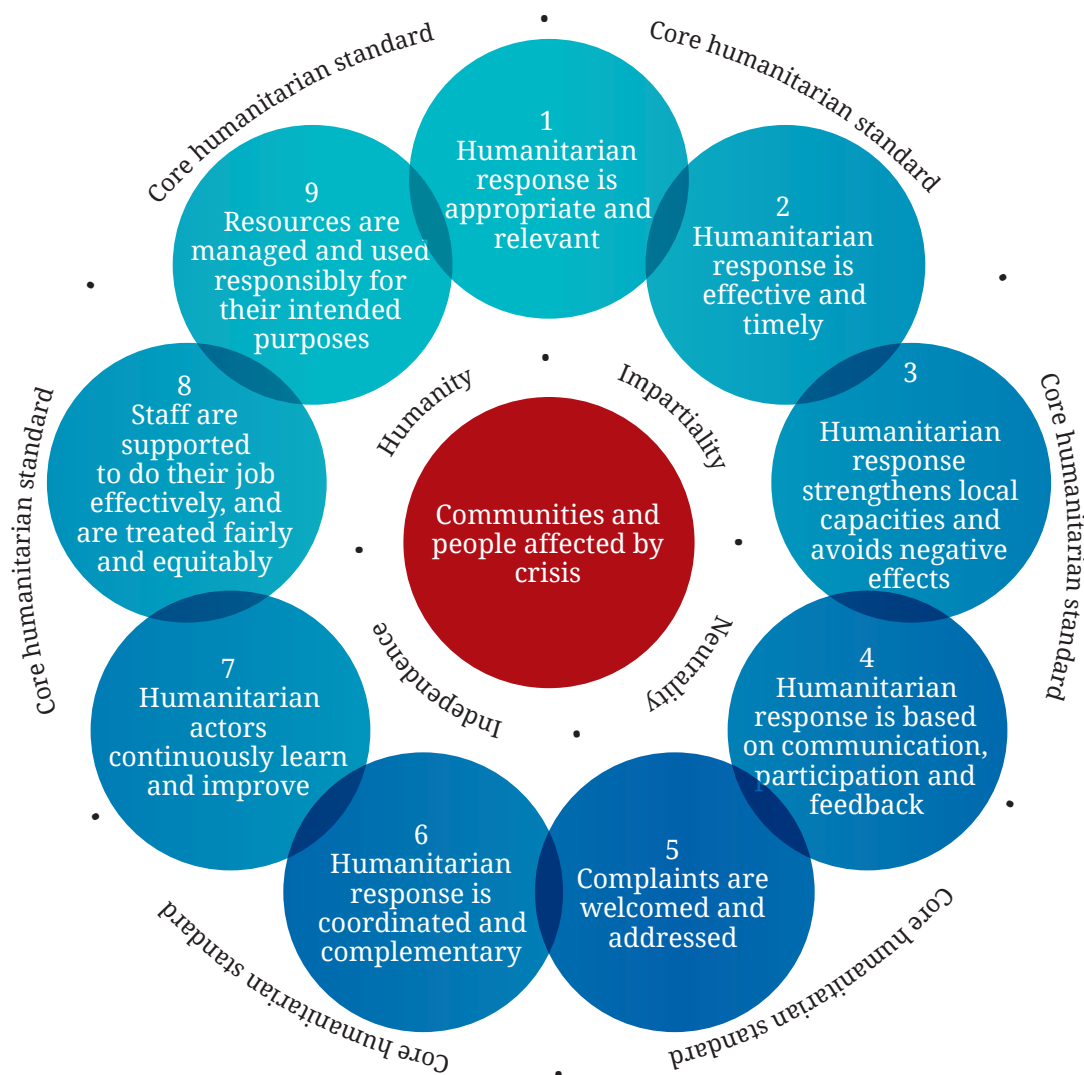 Core humanitarian standard
Core humanitarian standard
1
Humanitarian
response is
appropriate and
relevant
2
Humanitarian
response is
effective and
timely
3
Humanitarian
response
strengthens local
capacities and
avoids negative
effects
4
Humanitarian
response is based
on communication,
participation and
feedback
5
Complaints are
welcomed and
addressed
6
Humanitarian
response is
coordinated and
complementary
7
Humanitarian
actors
continuously learn
and improve
8
Staff are
supported
to do their job
effectively, and
are treated fairly
and equitably
9
Resources are
managed and used
responsibly for
their intended
purposes
Humanity
Impartiality
Neutrality
Independence
Communities and
people affected by
crisis
Core humanitarian standard
Core humanitarian standard
Core humanitarian standard
Core humanitarian standard